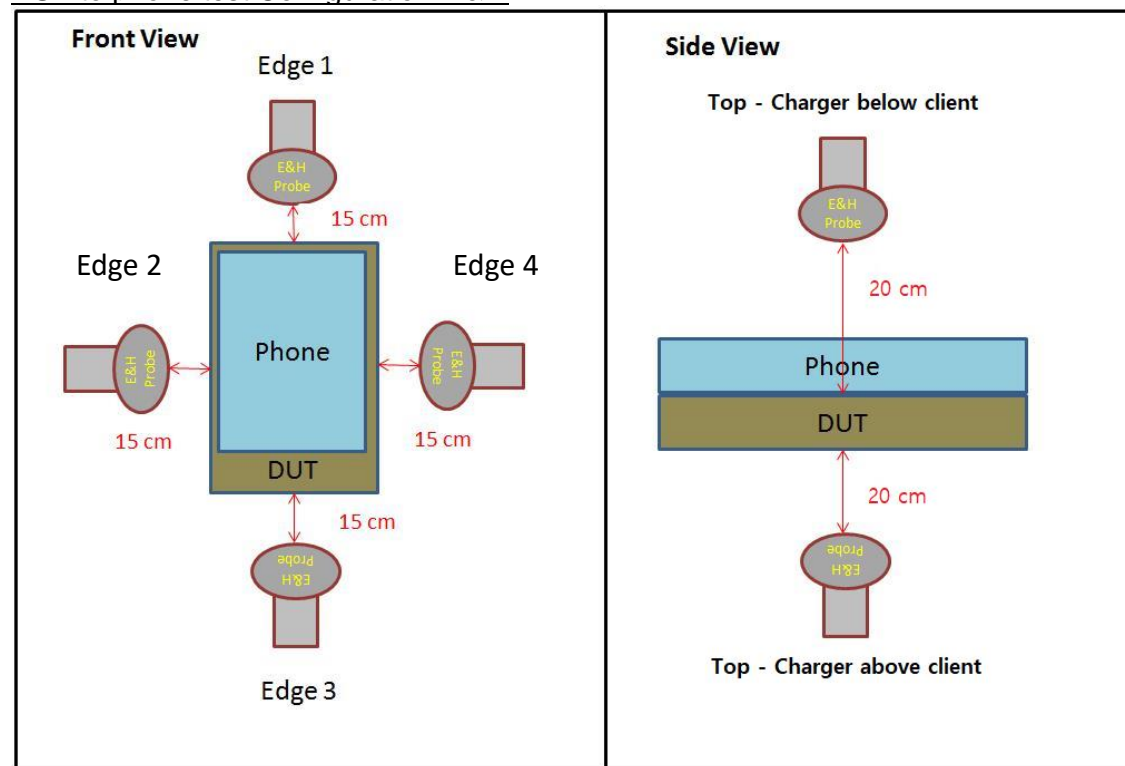 Front View
Edge 1
E&H
Probe
15 cm
Edge 2
Edge 4
E&H
Probe
Phone
E&H
Probe
15 cm
15 cm
DUT
15 cm
E&H
Probe
Edge 3
Side View
Top - Charger below client
E&H
Probe
20 cm
Phone
DUT
20 cm
E&H
Probe
Top - Charger above client